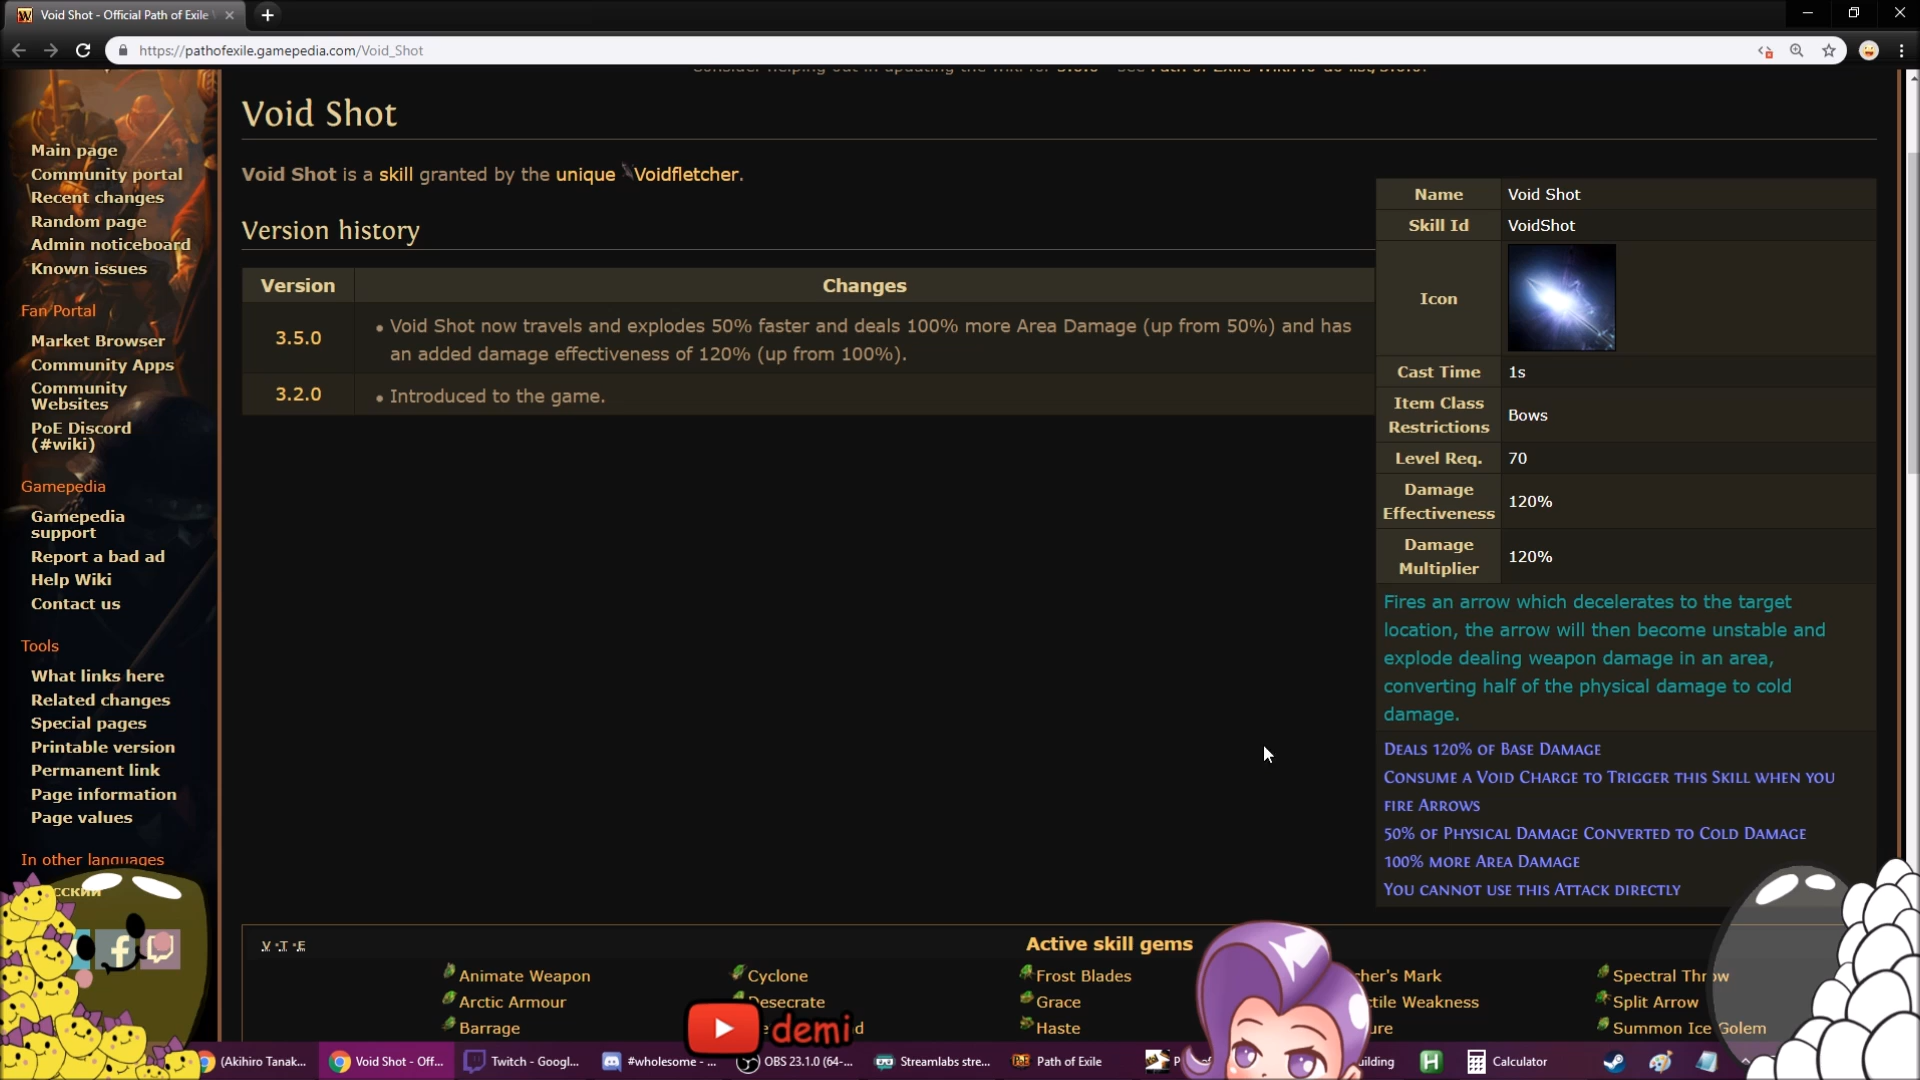 Void Shot - Official Path of Exile
https://pathofexile.gamepedia.com/Void_Shot
Main page
Community portal
Recent changes
Random page
Admin noticeboard
Known issues
Fan Portal
Market Browser
Community Apps
Community
Websites
PoE Discord
(#wiki)
Gamepedia
Gamepedia
support
Report a bad ad
Help Wiki
Contact us
Tools
What links here
Related changes
Special pages
Printable version
Permanent link
Page information
Page values
In other languages
сский
Void Shot
Void Shot is a skill granted by the unique Voidfletcher.
Version history
Version Changes
3.5.0
• Void Shot now travels and explodes 50% faster and deals 100% more Area Damage (up from 50%) and has
an added damage effectiveness of 120% (up from 100%).
3.2.0 • Introduced to the game.
Name Void Shot
Skill Id VoidShot
Icon
Cast Time 1s
Item Class
Restrictions Bows
Level Req. 70
Damage
Effectiveness 120%
Damage
Multiplier 120%
Fires an arrow which decelerates to the target
location, the arrow will then become unstable and
explode dealing weapon damage in an area,
converting half of the physical damage to cold
damage.
Deals 120% of Base Damage
Consume a Void Charge to Trigger this Skill when you
fire Arrows
50% of Physical Damage Converted to Cold Damage
100% more Area Damage
You cannot use this Attack directly
V · T · E Active skill gems
Animate Weapon Cyclone Frost Blades cher's Mark Spectral Throw
Arctic Armour Desecrate Grace ctile Weakness Split Arrow
Barrage d Haste ure Summon Ice Golem
demi
(Akihiro Tanak... Void Shot - Off... Twitch - Googl... #wholesome - ... OBS 23.1.0 (64-... Streamlabs stre... Path of Exile P uilding H Calculator